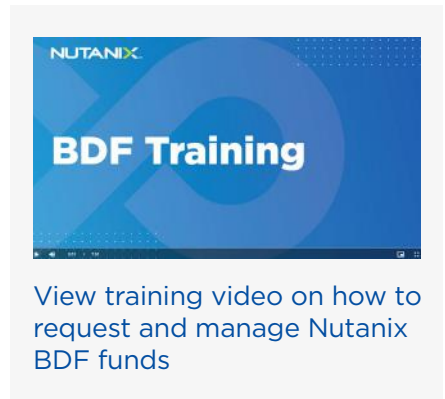 NUTANIX
BDF Training
View training video on how to
request and manage Nutanix
BDF funds